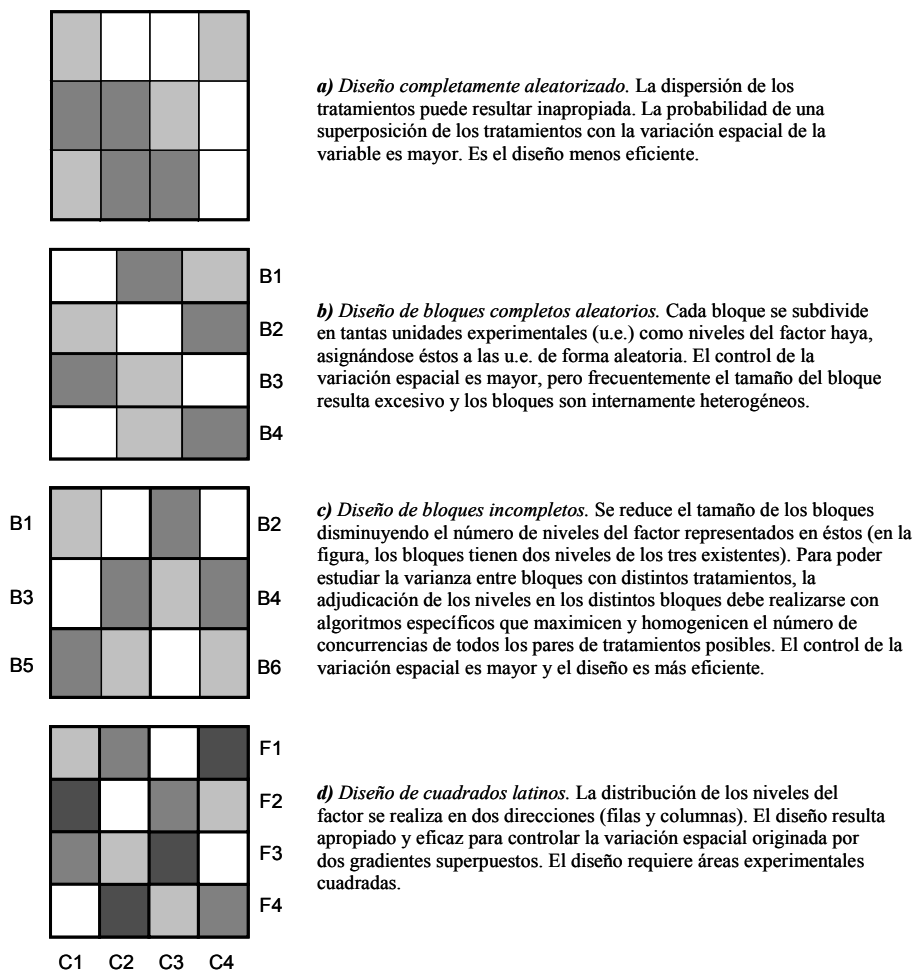 a) Diseño completamente aleatorizado. La dispersión de los
tratamientos puede resultar inapropiada. La probabilidad de una
superposición de los tratamientos con la variación espacial de la
variable es mayor. Es el diseño menos eficiente.
B1
B2
B3
B4
b) Diseño de bloques completos aleatorios. Cada bloque se subdivide
en tantas unidades experimentales (u.e.) como niveles del factor haya,
asignándose éstos a las u.e. de forma aleatoria. El control de la
variación espacial es mayor, pero frecuentemente el tamaño del bloque
resulta excesivo y los bloques son internamente heterogéneos.
B1
B2
B3
B4
B5
B6
c) Diseño de bloques incompletos. Se reduce el tamaño de los bloques
disminuyendo el número de niveles del factor representados en éstos (en la
figura, los bloques tienen dos niveles de los tres existentes). Para poder
estudiar la varianza entre bloques con distintos tratamientos, la
adjudicación de los niveles en los distintos bloques debe realizarse con
algoritmos específicos que maximicen y homogenicen el número de
concurrencias de todos los pares de tratamientos posibles. El control de la
variación espacial es mayor y el diseño es más eficiente.
F1
F2
F3
F4
d) Diseño de cuadrados latinos. La distribución de los niveles del
factor se realiza en dos direcciones (filas y columnas). El diseño resulta
apropiado y eficaz para controlar la variación espacial originada por
dos gradientes superpuestos. El diseño requiere áreas experimentales
cuadradas.
C1 C2 C3 C4